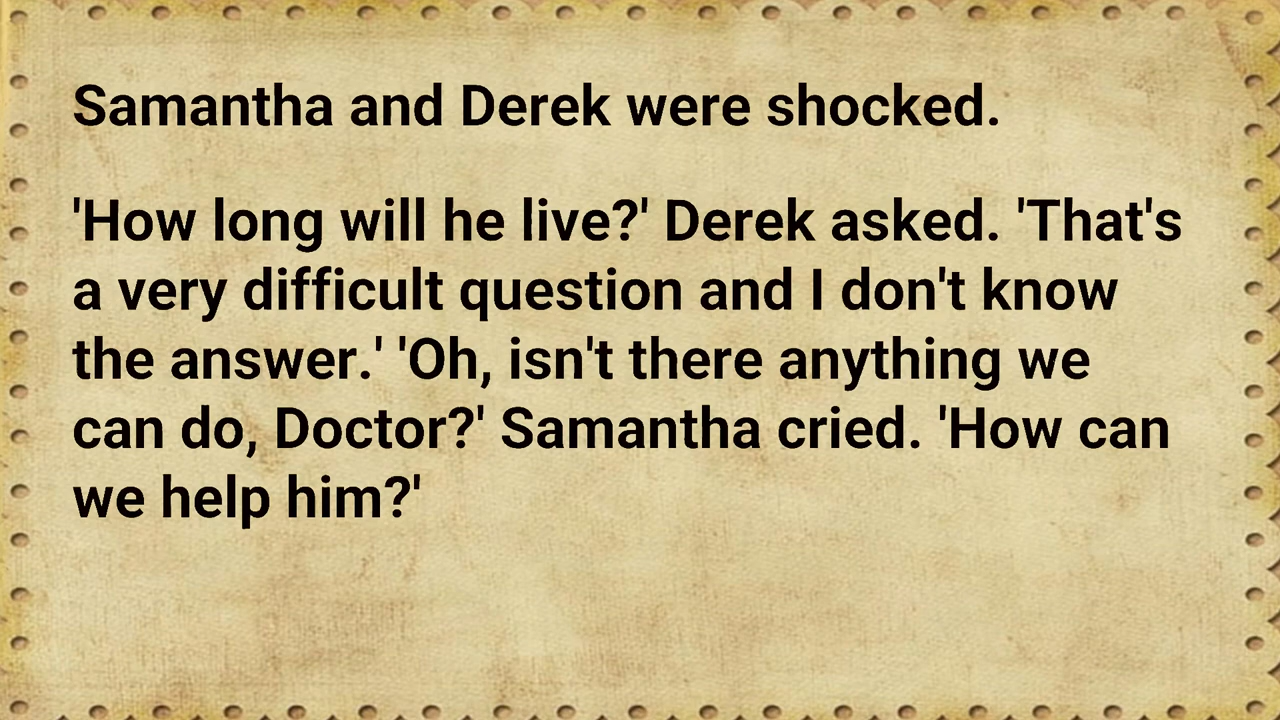 Samantha and Derek were shocked.
'How long will he live?' Derek asked. 'That's
a very difficult question and I don't know
the answer.' 'Oh, isn't there anything we
can do, Doctor?' Samantha cried. 'How can
we help him?'